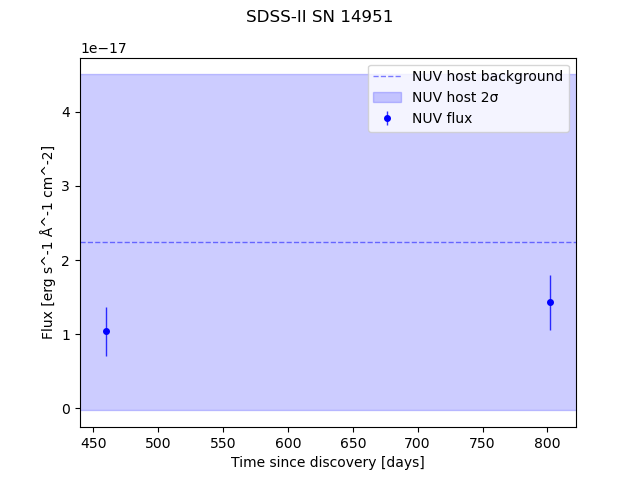 SDSS-II SN 14951
1e−17
NUV host background
NUV host 2σ
NUV flux
4
3
2
1
0
Flux [erg s^-1 Å^-1 cm^-2]
450 500 550 600 650 700 750 800
Time since discovery [days]